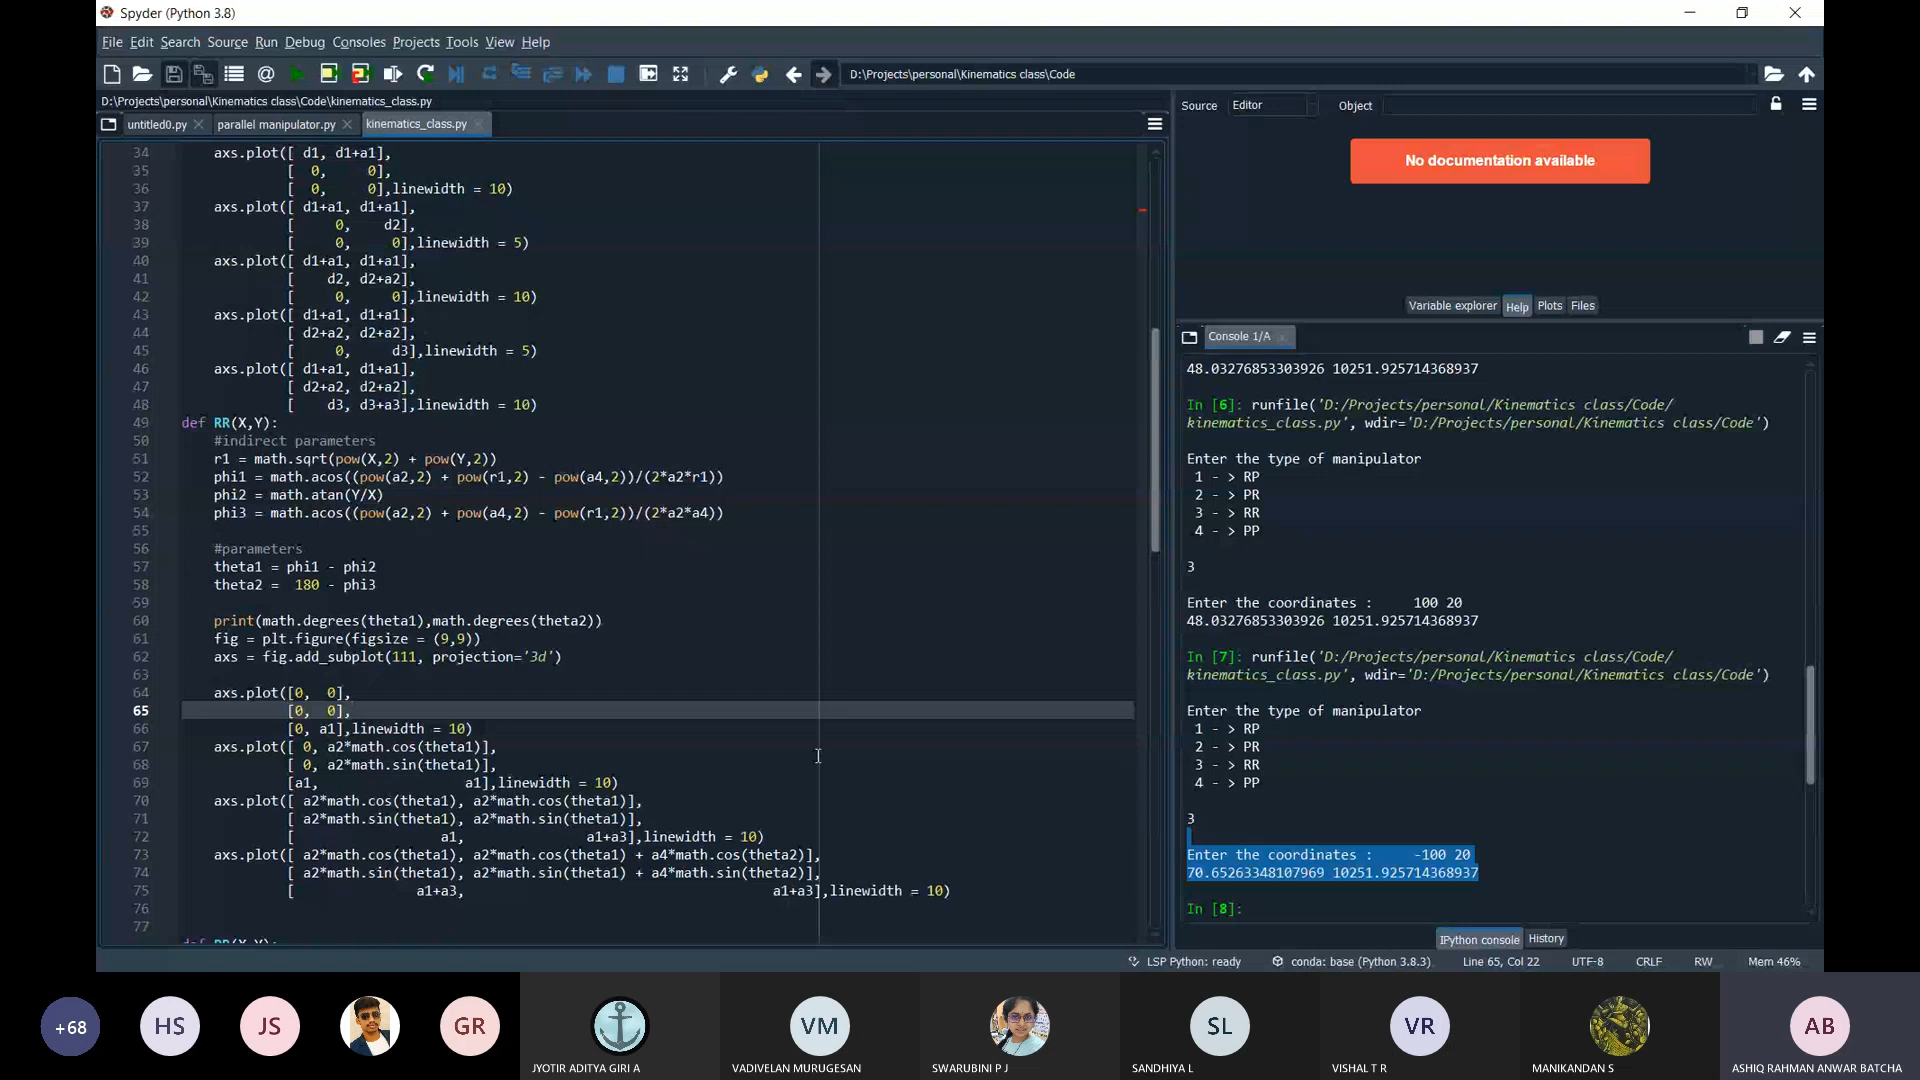 Spyder (Python 3.8)
File Edit Search Source Run Debug Consoles Projects Tools View Help
D:\Projects\personal\Kinematics class\Code
D:\Projects\personal\Kinematics class\Code\kinematics_class.py
untitled0.py parallel manipulator.py kinematics_class.py
34 axs.plot([ d1, d1+a1],
35 [ 0, 0],
36 [ 0, 0],linewidth = 10)
37 axs.plot([ d1+a1, d1+a1],
38 [ 0, d2],
39 [ 0, 0],linewidth = 5)
40 axs.plot([ d1+a1, d1+a1],
41 [ d2, d2+a2],
42 [ 0, 0],linewidth = 10)
43 axs.plot([ d1+a1, d1+a1],
44 [ d2+a2, d2+a2],
45 [ 0, d3],linewidth = 5)
46 axs.plot([ d1+a1, d1+a1],
47 [ d2+a2, d2+a2],
48 [ d3, d3+a3],linewidth = 10)
49 def RR(X,Y):
50 #indirect parameters
51 r1 = math.sqrt(pow(X,2) + pow(Y,2))
52 phi1 = math.acos((pow(a2,2) + pow(r1,2) - pow(a4,2))/(2*a2*r1))
53 phi2 = math.atan(Y/X)
54 phi3 = math.acos((pow(a2,2) + pow(a4,2) - pow(r1,2))/(2*a2*a4))
55
56 #parameters
57 theta1 = phi1 - phi2
58 theta2 = 180 - phi3
59
60 print(math.degrees(theta1),math.degrees(theta2))
61 fig = plt.figure(figsize = (9,9))
62 axs = fig.add_subplot(111, projection='3d')
63
64 axs.plot([0, 0],
65 [0, 0],
66 [0, a1],linewidth = 10)
67 axs.plot([ 0, a2*math.cos(theta1)],
68 [ 0, a2*math.sin(theta1)],
69 [a1, a1],linewidth = 10)
70 axs.plot([ a2*math.cos(theta1), a2*math.cos(theta1)],
71 [ a2*math.sin(theta1), a2*math.sin(theta1)],
72 [ a1, a1+a3],linewidth = 10)
73 axs.plot([ a2*math.cos(theta1), a2*math.cos(theta1) + a4*math.cos(theta2)],
74 [ a2*math.sin(theta1), a2*math.sin(theta1) + a4*math.sin(theta2)],
75 [ a1+a3, a1+a3],linewidth = 10)
76
77
Source Editor Object
No documentation available
Variable explorer Help Plots Files
Console 1/A
48.03276853303926 10251.925714368937
In [6]: runfile('D:/Projects/personal/Kinematics class/Code/
kinematics_class.py', wdir='D:/Projects/personal/Kinematics class/Code')
Enter the type of manipulator
1 - > RP
2 - > PR
3 - > RR
4 - > PP
3
Enter the coordinates : 100 20
48.03276853303926 10251.925714368937
In [7]: runfile('D:/Projects/personal/Kinematics class/Code/
kinematics_class.py', wdir='D:/Projects/personal/Kinematics class/Code')
Enter the type of manipulator
1 - > RP
2 - > PR
3 - > RR
4 - > PP
3
Enter the coordinates : -100 20
70.65263348107969 10251.925714368937
In [8]:
IPython console History
LSP Python: ready conda: base (Python 3.8.3) Line 65, Col 22 UTF-8 CRLF RW Mem 46%
+68 HS JS GR VM SL VR AB
JYOTIR ADITYA GIRI A VADIVELAN MURUGESAN SWARUBINI P J SANDHIYA L VISHAL T R MANIKANDAN S ASHIQ RAHMAN ANWAR BATCHA